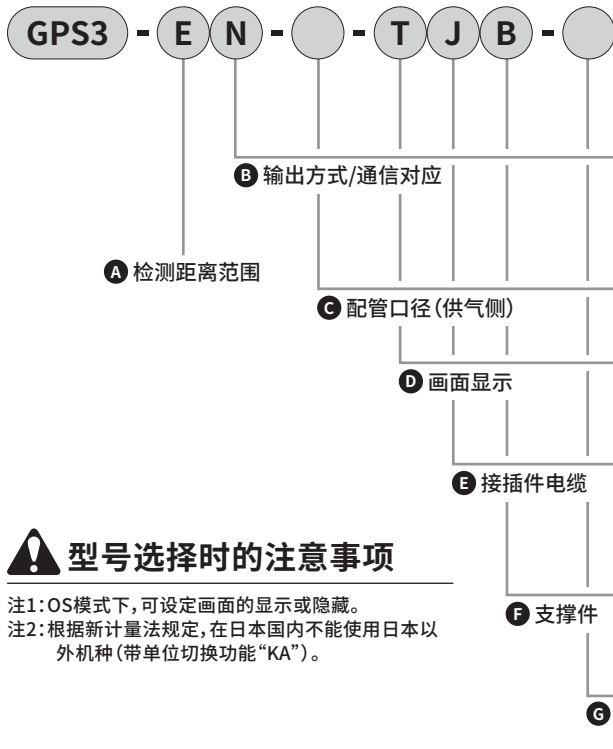 GPS3 - E N - - T J B -
B 输出方式/通信对应
A 检测距离范围
C 配管口径(供气侧)
D 画面显示
E 接插件电缆
型号选择时的注意事项
注1:OS模式下,可设定画面的显示或隐藏。
注2:根据新计量法规定,在日本国内不能使用日本以
外机种(带单位切换功能“KA”)。
F 支撑件
G